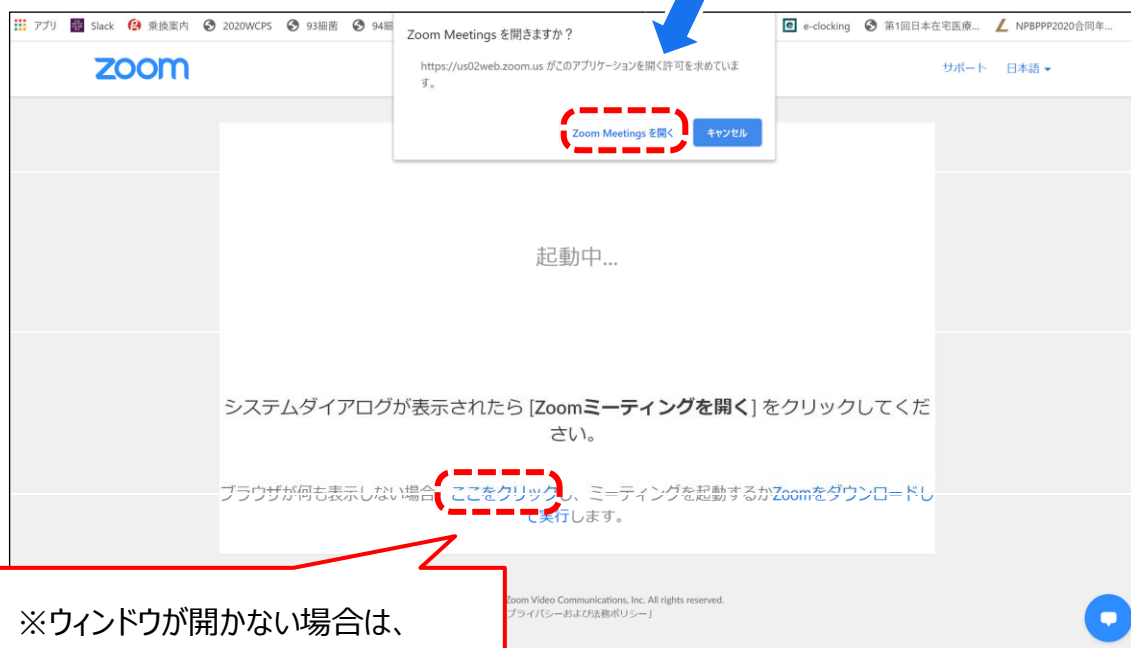 アプリ Slack 乗換案内 2020WCPS 93細菌 94細 e-clocking 第1回日本在宅医療... NPBPPP2020合同年...
Zoom Meetings を開きますか？
https://us02web.zoom.us がこのアプリケーションを開く許可を求めていま
す。
Zoom Meetings を開く キャンセル
zoom サポート 日本語
起動中...
システムダイアログが表示されたら [Zoomミーティングを開く] をクリックしてくだ
さい。
ブラウザが何も表示しない場合、ここをクリックし、ミーティングを起動するかZoomをダウンロードし
て実行します。
Zoom Video Communications, Inc. All rights reserved.
プライバシーおよび法務ポリシー」
※ウィンドウが開かない場合は、